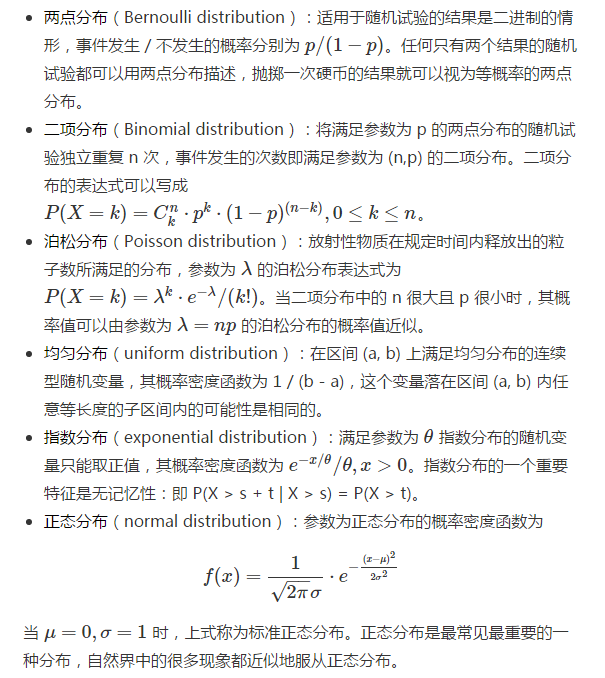 两点分布（Bernoulli distribution）：适用于随机试验的结果是二进制的情
形，事件发生 / 不发生的概率分别为 p/(1 − p)。任何只有两个结果的随机
试验都可以用两点分布描述，抛掷一次硬币的结果就可以视为等概率的两点
分布。
二项分布（Binomial distribution）：将满足参数为 p 的两点分布的随机试
验独立重复 n 次，事件发生的次数即满足参数为 (n,p) 的二项分布。二项分
布的表达式可以写成
P(X = k) = C_k^n · p^k · (1 − p)^{(n−k)}, 0 ≤ k ≤ n。
泊松分布（Poisson distribution）：放射性物质在规定时间内释放出的粒
子数所满足的分布，参数为 λ 的泊松分布表达式为
P(X = k) = λ^k · e^{−λ}/(k!)。当二项分布中的 n 很大且 p 很小时，其概
率值可以由参数为 λ = np 的泊松分布的概率值近似。
均匀分布（uniform distribution）：在区间 (a, b) 上满足均匀分布的连续
型随机变量，其概率密度函数为 1 / (b - a)，这个变量落在区间 (a, b) 内任
意等长度的子区间内的可能性是相同的。
指数分布（exponential distribution）：满足参数为 θ 指数分布的随机变
量只能取正值，其概率密度函数为 e^{−x/θ}/θ, x > 0。指数分布的一个重要
特征是无记忆性：即 P(X > s + t | X > s) = P(X > t)。
正态分布（normal distribution）：参数为正态分布的概率密度函数为
f(x) = \frac{1}{\sqrt{2π}σ} · e^{−\frac{(x−μ)^2}{2σ^2}}
当 μ = 0, σ = 1 时，上式称为标准正态分布。正态分布是最常见最重要的一
种分布，自然界中的很多现象都近似地服从正态分布。